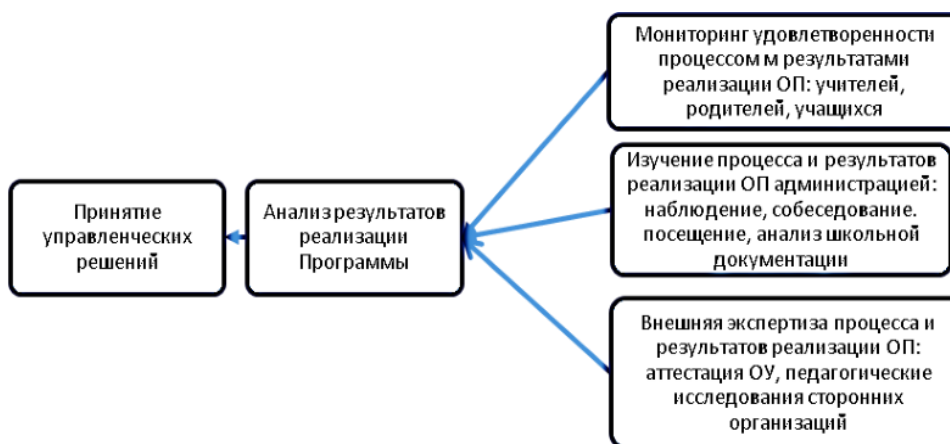 Мониторинг удовлетворенности
процессом м результатами
реализации ОП: учителей,
родителей, учащихся
Изучение процесса и результатов
реализации ОП администрацией:
наблюдение, собеседование.
посещение, анализ школьной
документации
Принятие
управленческих
решений
Анализ результатов
реализации
Программы
Внешняя экспертиза процесса и
результатов реализации ОП:
аттестация ОУ, педагогические
исследования сторонних
организаций